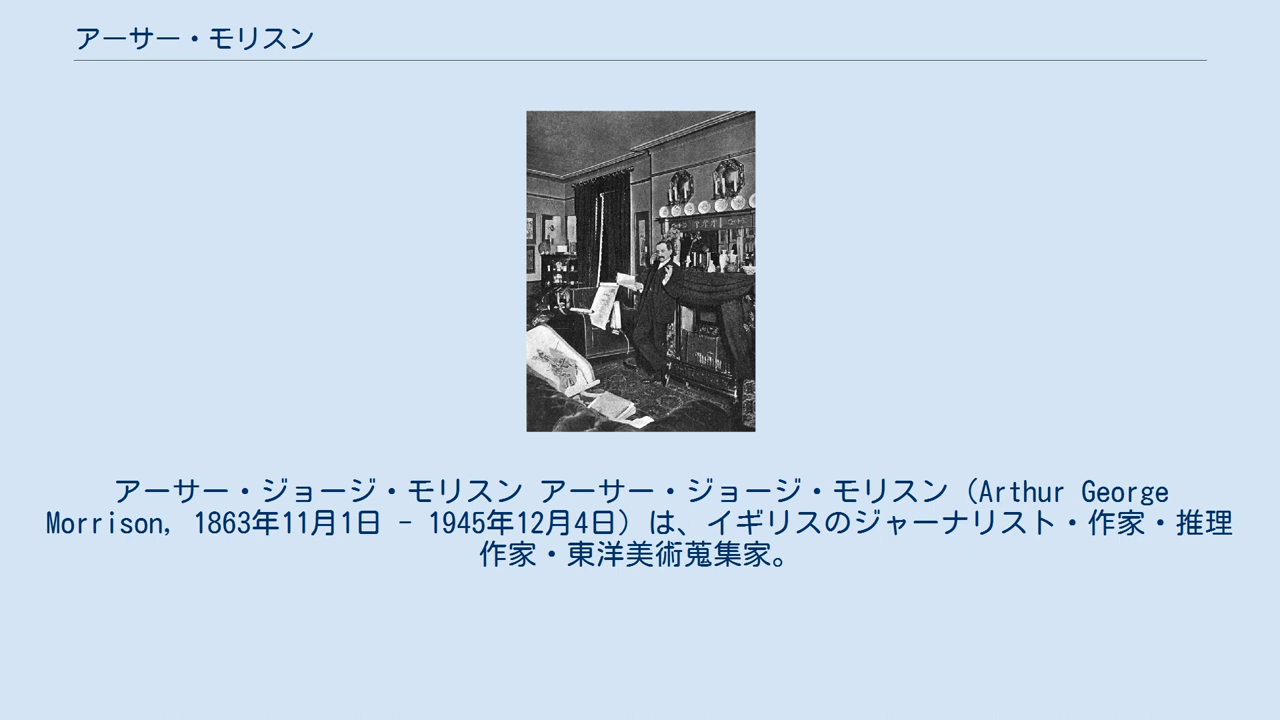 アーサー・モリスン
アーサー・ジョージ・モリスン アーサー・ジョージ・モリスン（Arthur George
Morrison, 1863年11月1日 - 1945年12月4日）は、イギリスのジャーナリスト・作家・推理
作家・東洋美術蒐集家。